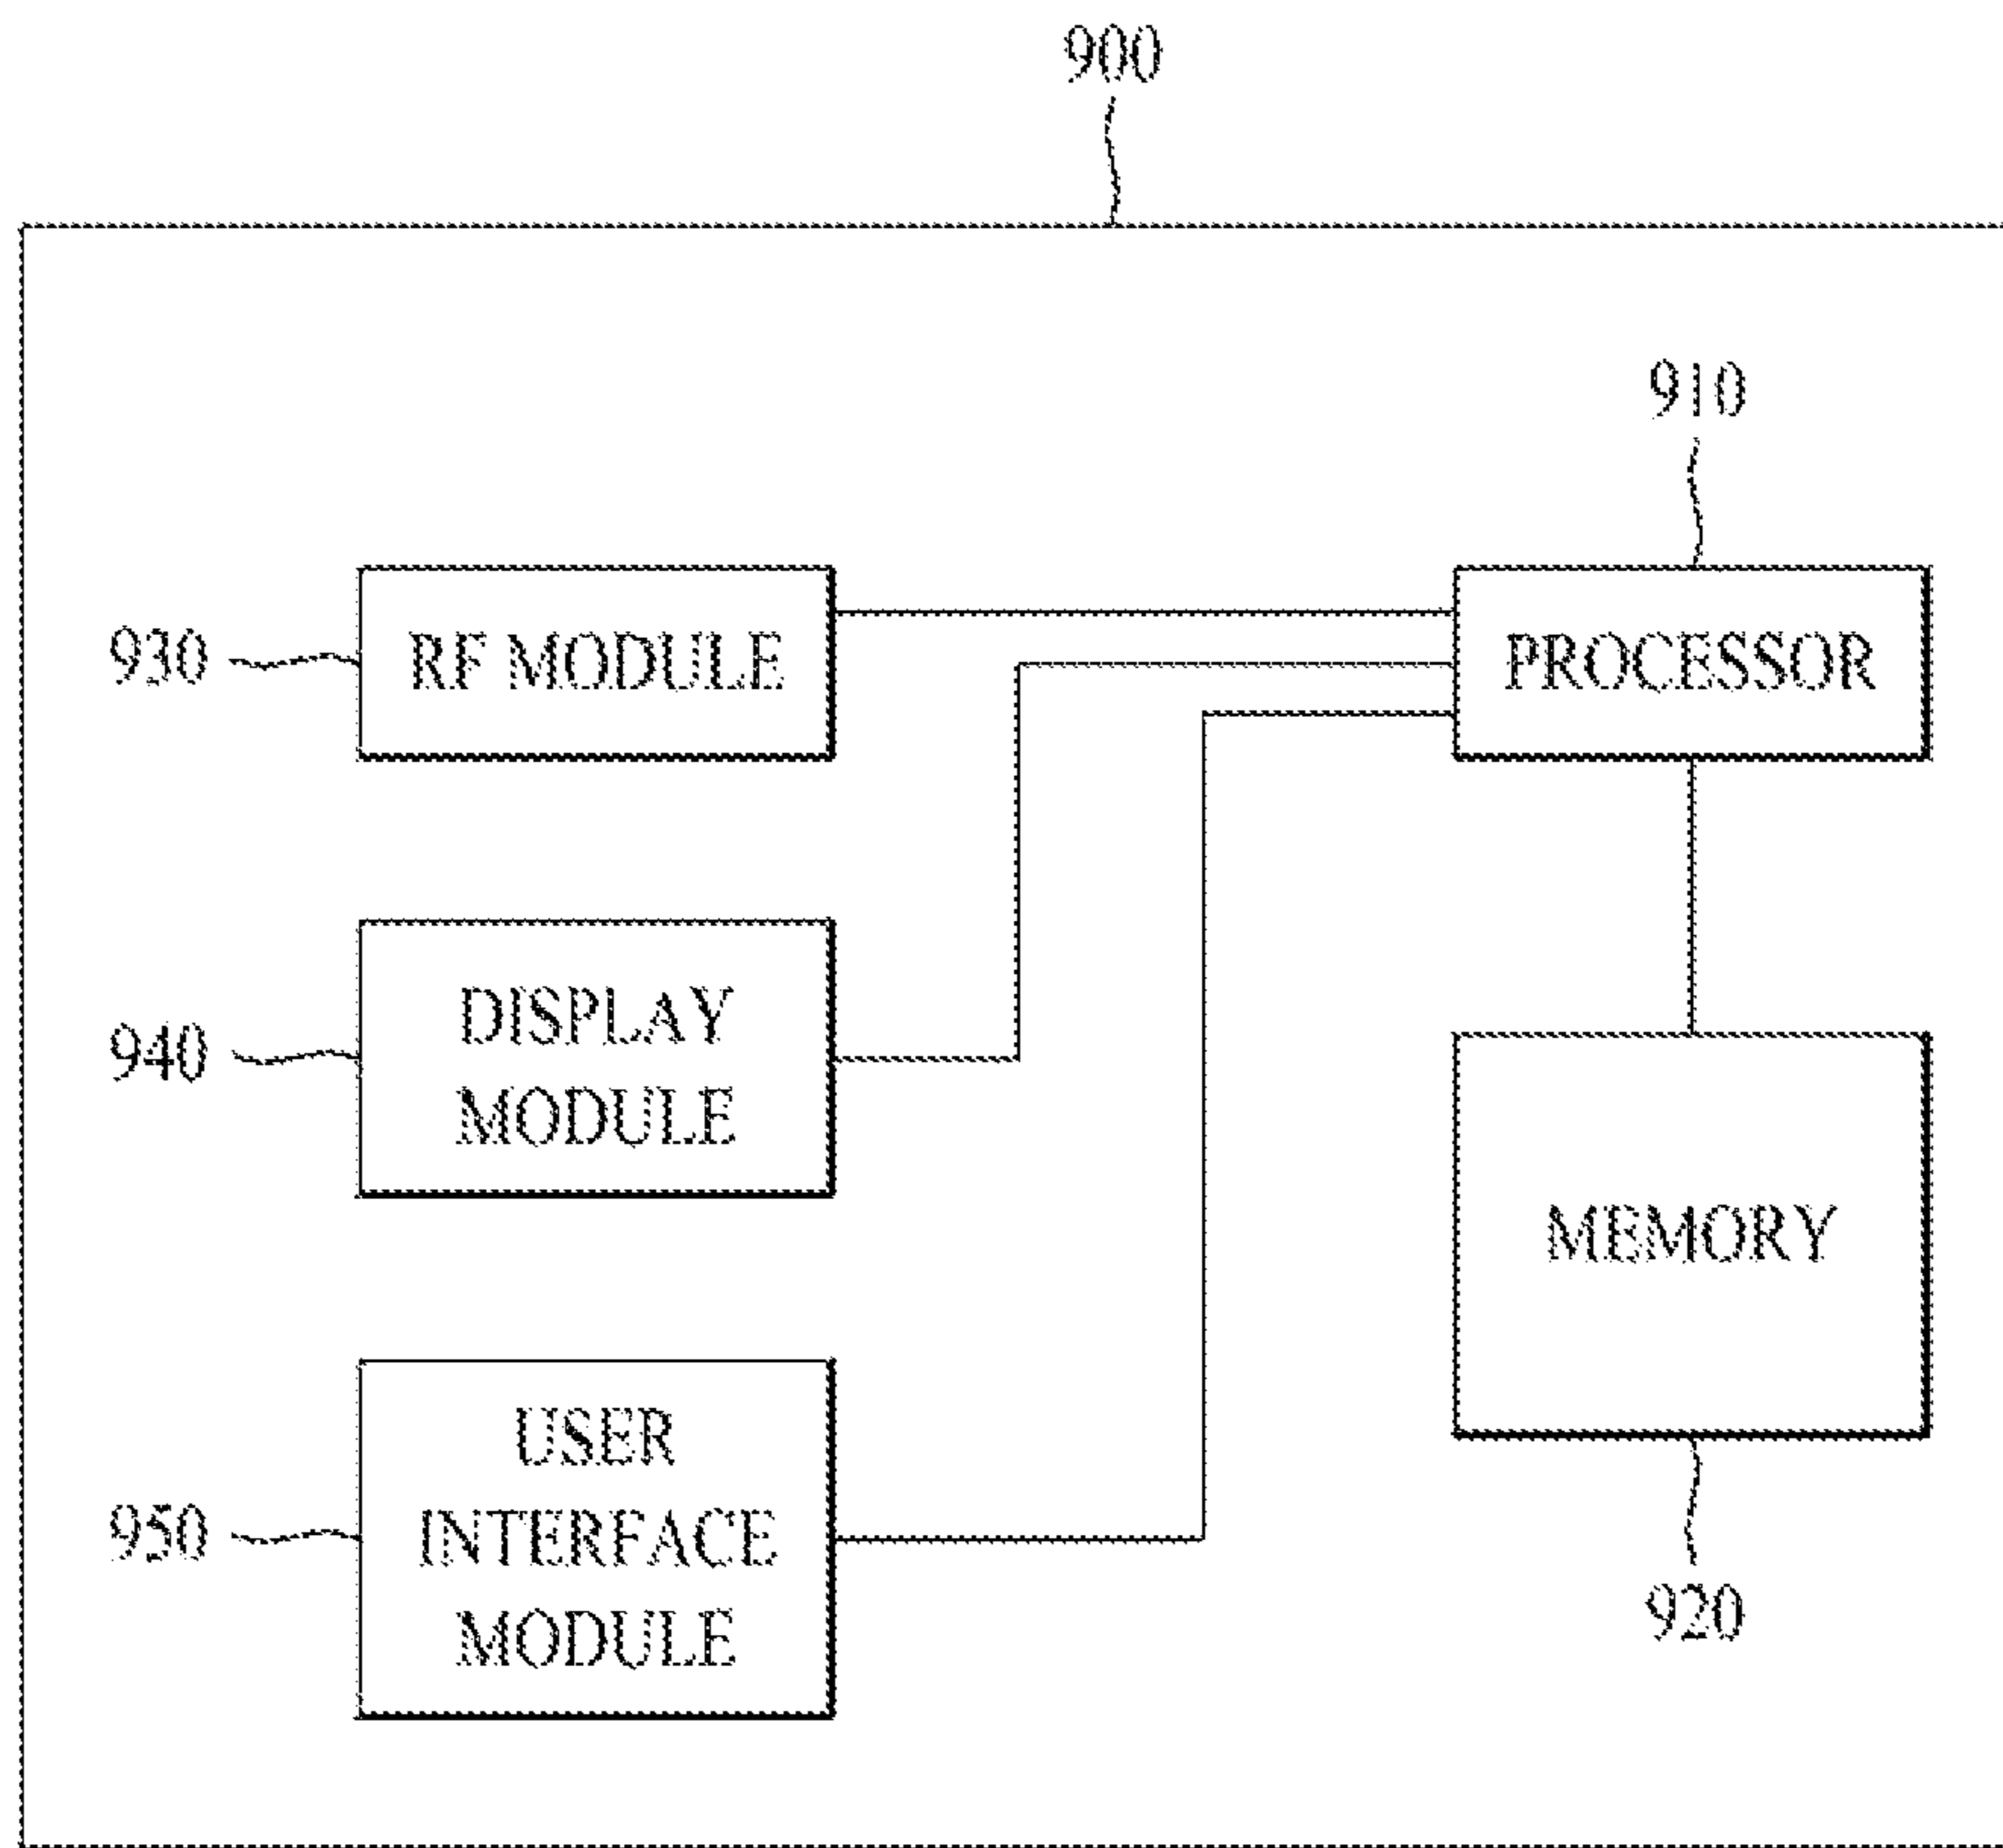 900
910
930
RF MODULE
PROCESSOR
940
DISPLAY
MODULE
MEMORY
950
USER
INTERFACE
MODULE
920